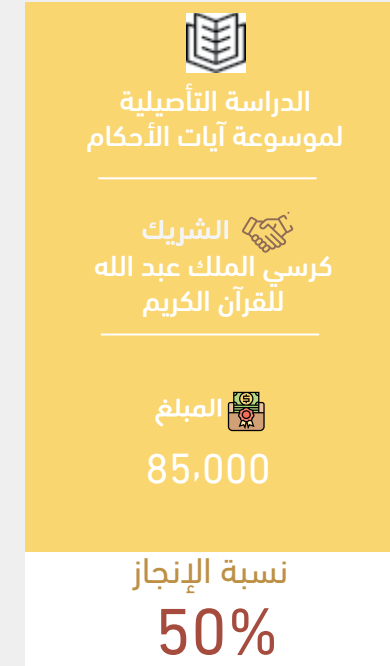 الدراسة التأصيلية
لموسوعة آيات الأحكام
الشريك
كرسي الملك عبد الله
للقرآن الكريم
المبلغ
85,000
نسبة الإنجاز
50%